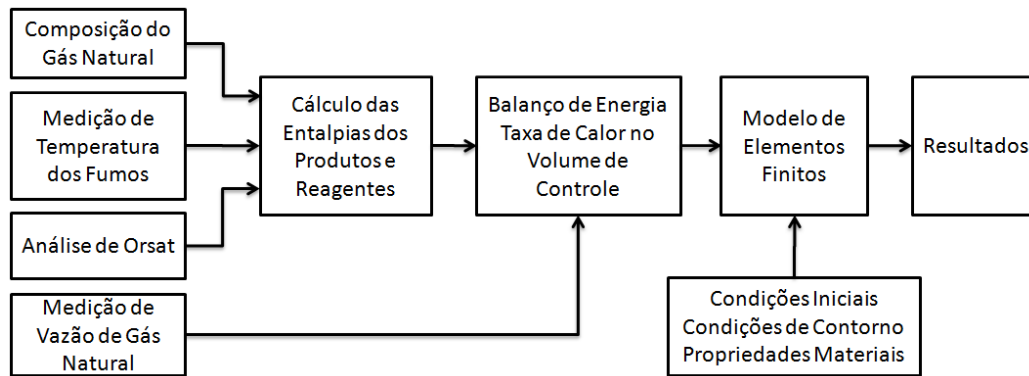 Composição do
Gás Natural
Medição de
Temperatura
dos Fumos
Análise de Orsat
Medição de
Vazão de Gás
Natural
Cálculo das
Entalpias dos
Produtos e
Reagentes
Balanço de Energia
Taxa de Calor no
Volume de
Controle
Modelo de
Elementos
Finitos
Resultados
Condições Iniciais
Condições de Contorno
Propriedades Materiais